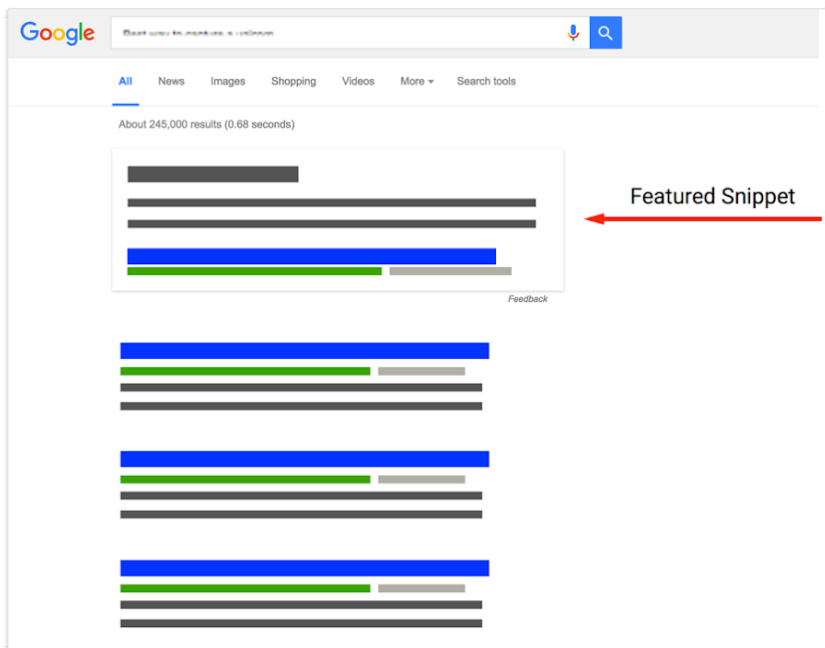 Google
All News Images Shopping Videos More Search tools
About 245,000 results (0.68 seconds)
Featured Snippet
Feedback